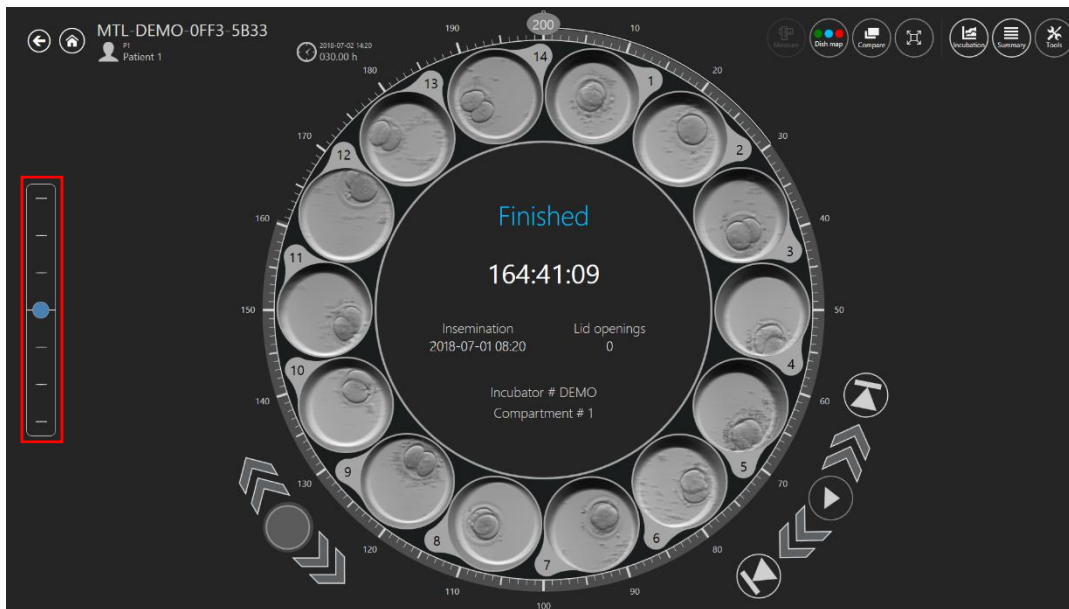 MTL-DEMO-0FF3-5B33
P1
Patient 1
2018-07-02 14:20
030.00 h
Measure
Dish map
Compare
Incubation
Summary
Tools
200
10
20
30
40
50
60
70
80
90
100
110
120
130
140
150
160
170
180
190
1
2
3
4
5
6
7
8
9
10
11
12
13
14
Finished
164:41:09
Insemination
2018-07-01 08:20
Lid openings
0
Incubator # DEMO
Compartment # 1